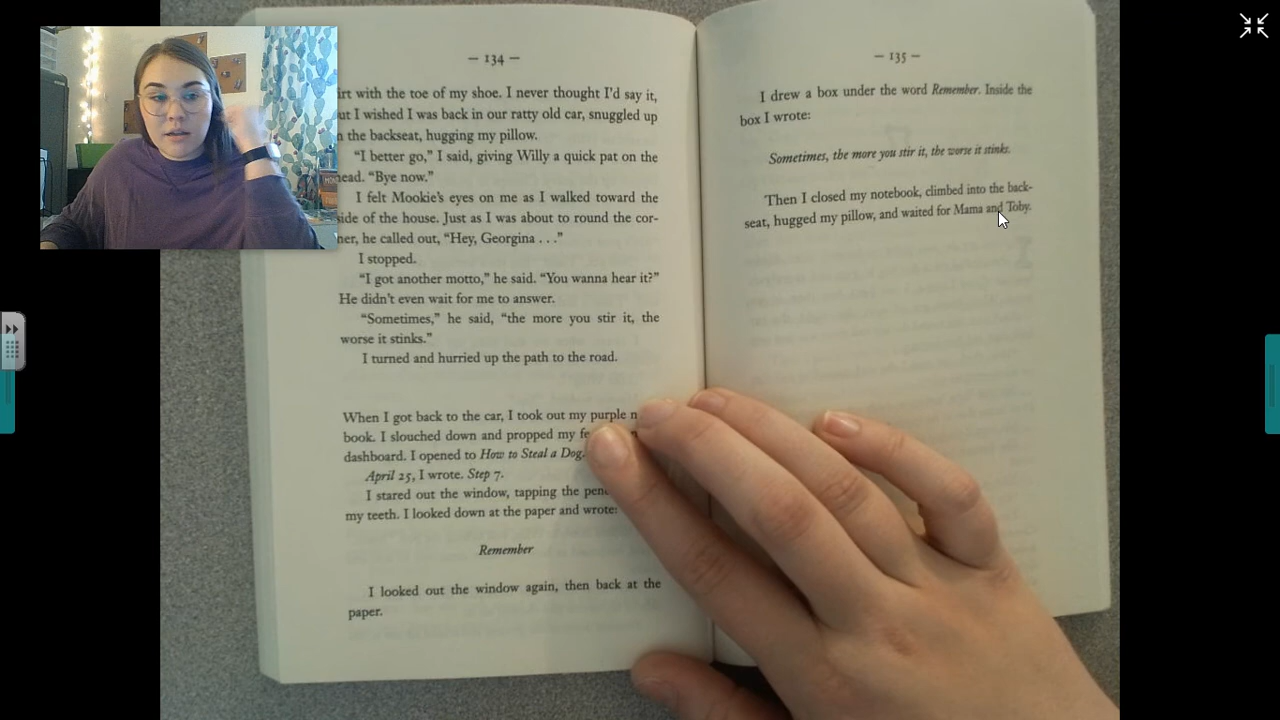 — 134 —
irt with the toe of my shoe. I never thought I'd say it,
ut I wished I was back in our ratty old car, snuggled up
n the backseat, hugging my pillow.
"I better go," I said, giving Willy a quick pat on the
head. "Bye now."
I felt Mookie's eyes on me as I walked toward the
side of the house. Just as I was about to round the cor-
ner, he called out, "Hey, Georgina . . ."
I stopped.
"I got another motto," he said. "You wanna hear it?"
He didn't even wait for me to answer.
"Sometimes," he said, "the more you stir it, the
worse it stinks."
I turned and hurried up the path to the road.
When I got back to the car, I took out my purple n
book. I slouched down and propped my fe
dashboard. I opened to How to Steal a Dog.
April 25, I wrote. Step 7.
I stared out the window, tapping the pen
my teeth. I looked down at the paper and wrote:
Remember
I looked out the window again, then back at the
paper.
— 135 —
I drew a box under the word Remember. Inside the
box I wrote:
Sometimes, the more you stir it, the worse it stinks.
Then I closed my notebook, climbed into the back-
seat, hugged my pillow, and waited for Mama and Toby.